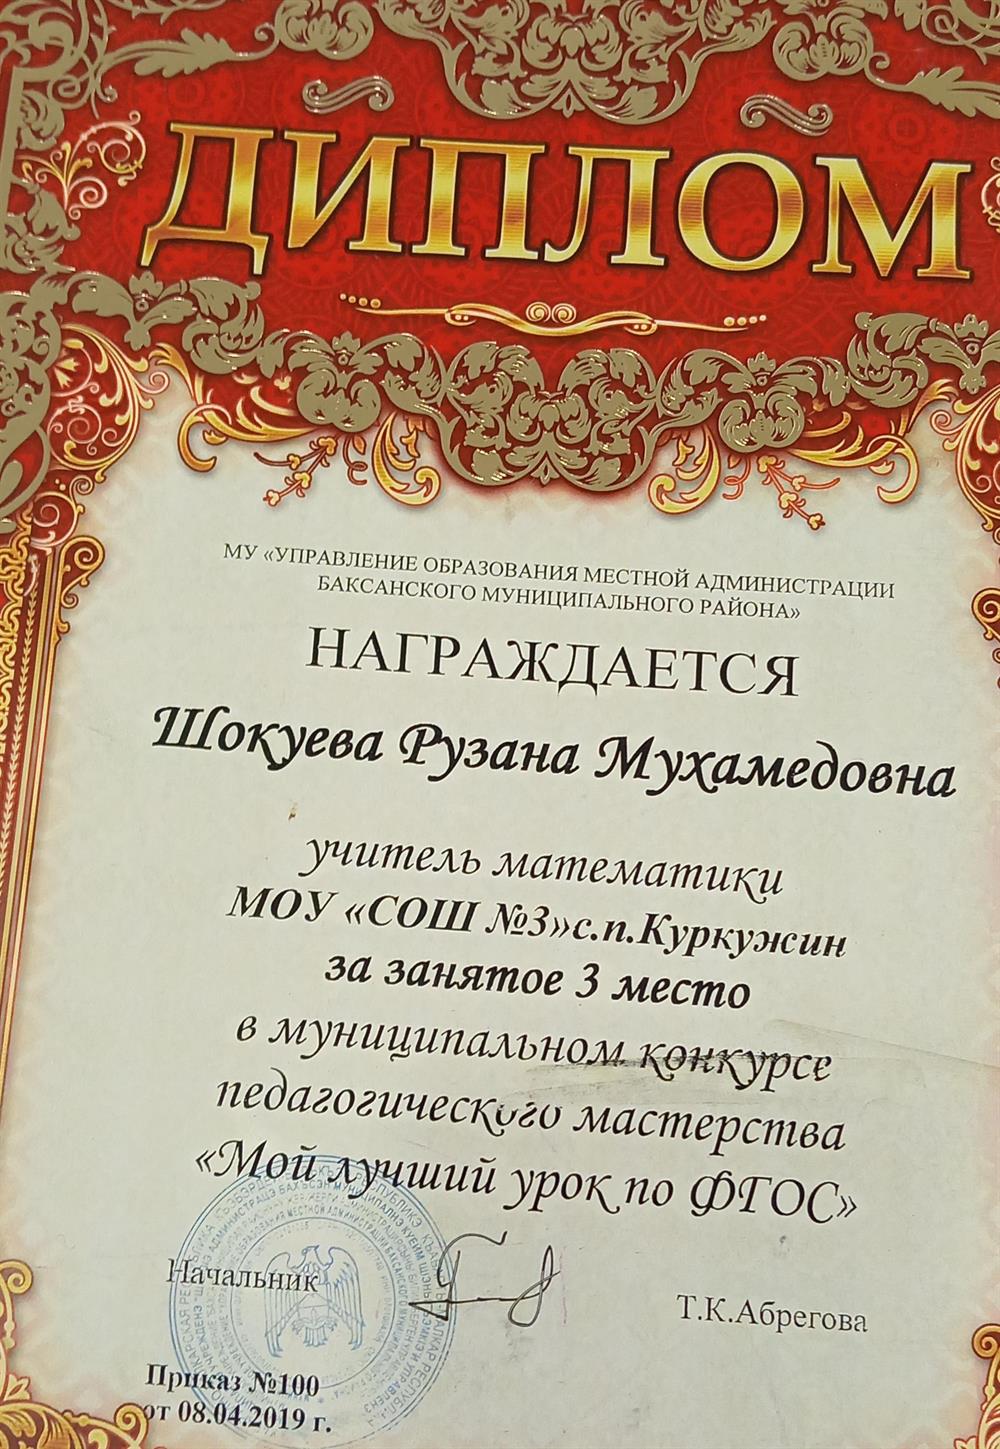 ДИПЛОМ
МУ «УПРАВЛЕНИЕ ОБРАЗОВАНИЯ МЕСТНОЙ АДМИНИСТРАЦИИ
БАКСАНСКОГО МУНИЦИПАЛЬНОГО РАЙОНА»
НАГРАЖДАЕТСЯ
Шокуева Рузана Мухамедовна
учитель математики
МОУ «СОШ №3»с.п.Куркужин
за занятое 3 место
в муниципальном конкурсе
педагогического мастерства
«Мой лучший урок по ФГОС»
Начальник
Т.К.Абрегова
Приказ №100
от 08.04.2019 г.